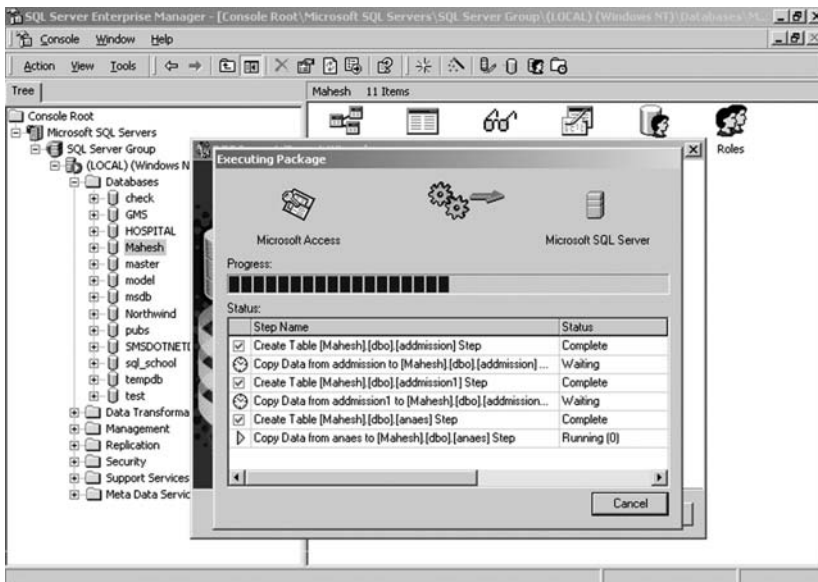 SQL Server Enterprise Manager - [Console Root\Microsoft SQL Servers\SQL Server Group\(LOCAL) (Windows NT)\Databases\M...
Console Window Help
Action View Tools
Tree
Mahesh 11 Items
Console Root
Microsoft SQL Servers
SQL Server Group
(LOCAL) (Windows N
Databases
check
GMS
HOSPITAL
Mahesh
master
model
msdb
Northwind
pubs
SMSDOTNETI
sql_school
tempdb
test
Data Transforma
Management
Replication
Security
Support Services
Meta Data Servic
Roles
Executing Package
Microsoft Access
Microsoft SQL Server
Progress:
Status:
Step Name Status
Create Table [Mahesh].[dbo].[addmission] Step Complete
Copy Data from addmission to [Mahesh].[dbo].[addmission] ... Waiting
Create Table [Mahesh].[dbo].[addmission1] Step Complete
Copy Data from addmission1 to [Mahesh].[dbo].[addmission... Waiting
Create Table [Mahesh].[dbo].[anaes] Step Complete
Copy Data from anaes to [Mahesh].[dbo].[anaes] Step Running (0)
Cancel